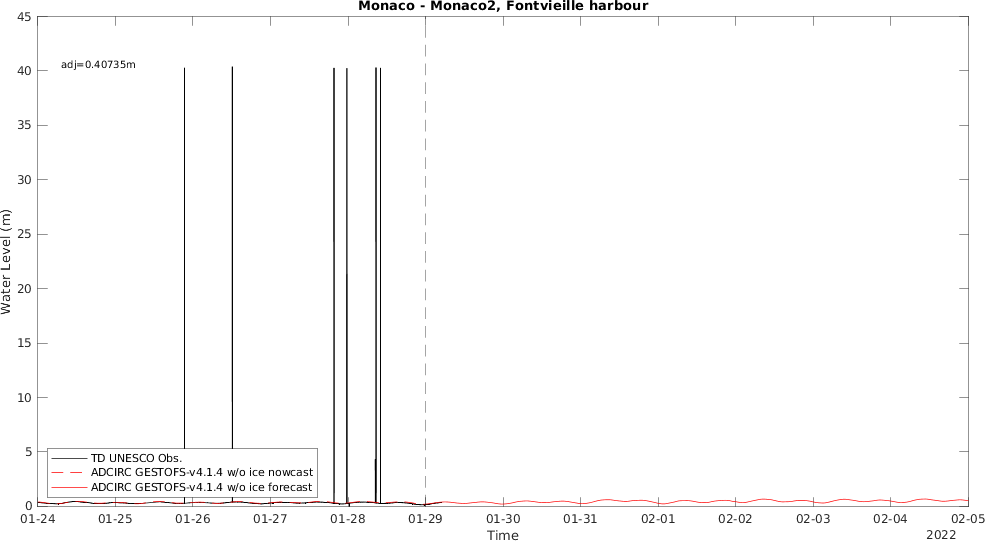 Monaco - Monaco2, Fontvieille harbour
adj=0.40735m
Water Level (m)
45
40
35
30
25
20
15
10
5
0
TD UNESCO Obs.
ADCIRC GESTOFS-v4.1.4 w/o ice nowcast
ADCIRC GESTOFS-v4.1.4 w/o ice forecast
01-24 01-25 01-26 01-27 01-28 01-29 01-30 01-31 02-01 02-02 02-03 02-04 02-05
Time
2022